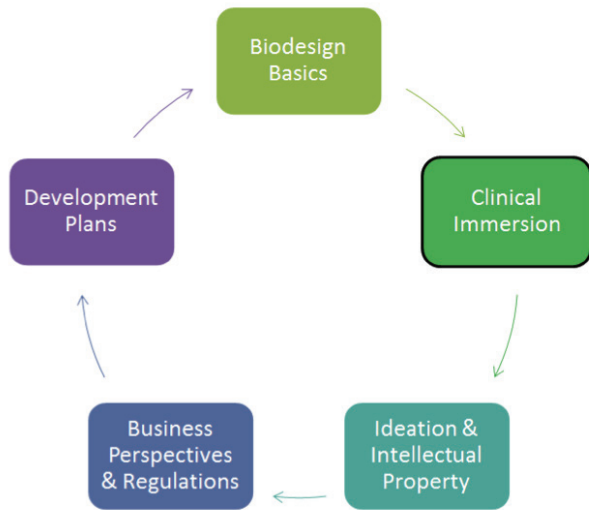 Biodesign
Basics
Clinical
Immersion
Ideation &
Intellectual
Property
Business
Perspectives
& Regulations
Development
Plans